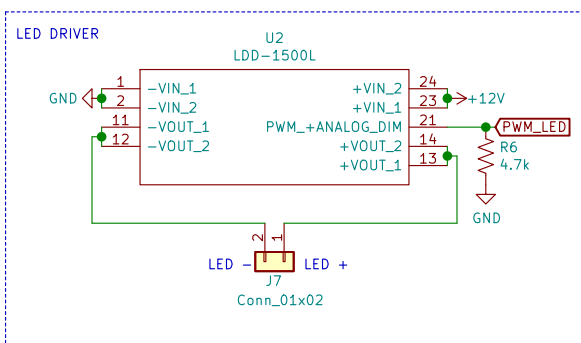 LED DRIVER
U2
LDD-1500L
1 -VIN_1 +VIN_2 24
GND +12V
2 -VIN_2 +VIN_1 23
11 -VOUT_1 PWM_+ANALOG_DIM 21 PWM_LED
12 -VOUT_2 +VOUT_2 14 R6
+VOUT_1 13 4.7k
GND
2 1
LED - LED +
J7
Conn_01x02